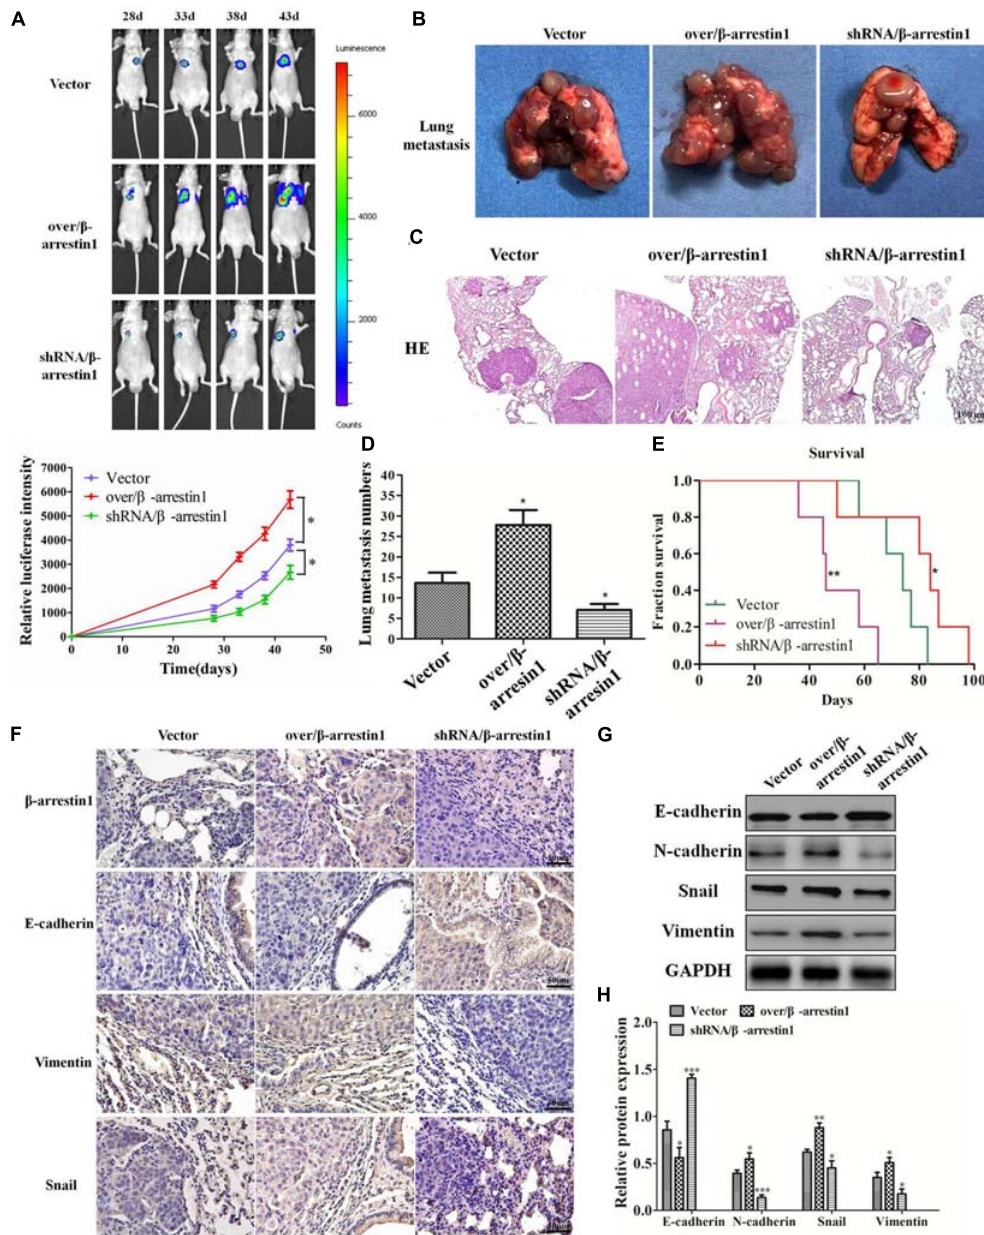 A
28d 33d 38d 43d
Vector
over/β-
arrestin1
shRNA/β-
arrestin1
Luminescence
6000
4000
2000
Counts
B
Vector over/β-arrestin1 shRNA/β-arrestin1
Lung
metastasis
C
Vector over/β-arrestin1 shRNA/β-arrestin1
HE
100μm
Relative luciferase intensity
7000
6000
5000
4000
3000
2000
1000
0
Vector
over/β -arrestin1
shRNA/β -arrestin1
*
*
0 10 20 30 40 50
Time(days)
D
Lung metastasis numbers
40
35
30
25
20
15
10
5
0
*
*
Vector
over/β-
arresin1
shRNA/β-
arresin1
E
Survival
Fraction survival
1.0
0.8
0.6
0.4
0.2
0.0
**
*
Vector
over/β -arrestin1
shRNA/β -arrestin1
0 20 40 60 80 100
Days
F
Vector over/β-arrestin1 shRNA/β-arrestin1
β-arrestin1
E-cadherin
Vimentin
Snail
50μm
50μm
G
Vector
over/β-
arrestin1
shRNA/β-
arrestin1
E-cadherin
N-cadherin
Snail
Vimentin
GAPDH
H
Vector over/β -arrestin1
shRNA/β -arrestin1
Relative protein expression
2.0
1.5
1.0
0.5
0.0
* ***
* ***
** *
* *
E-cadherin N-cadherin Snail Vimentin